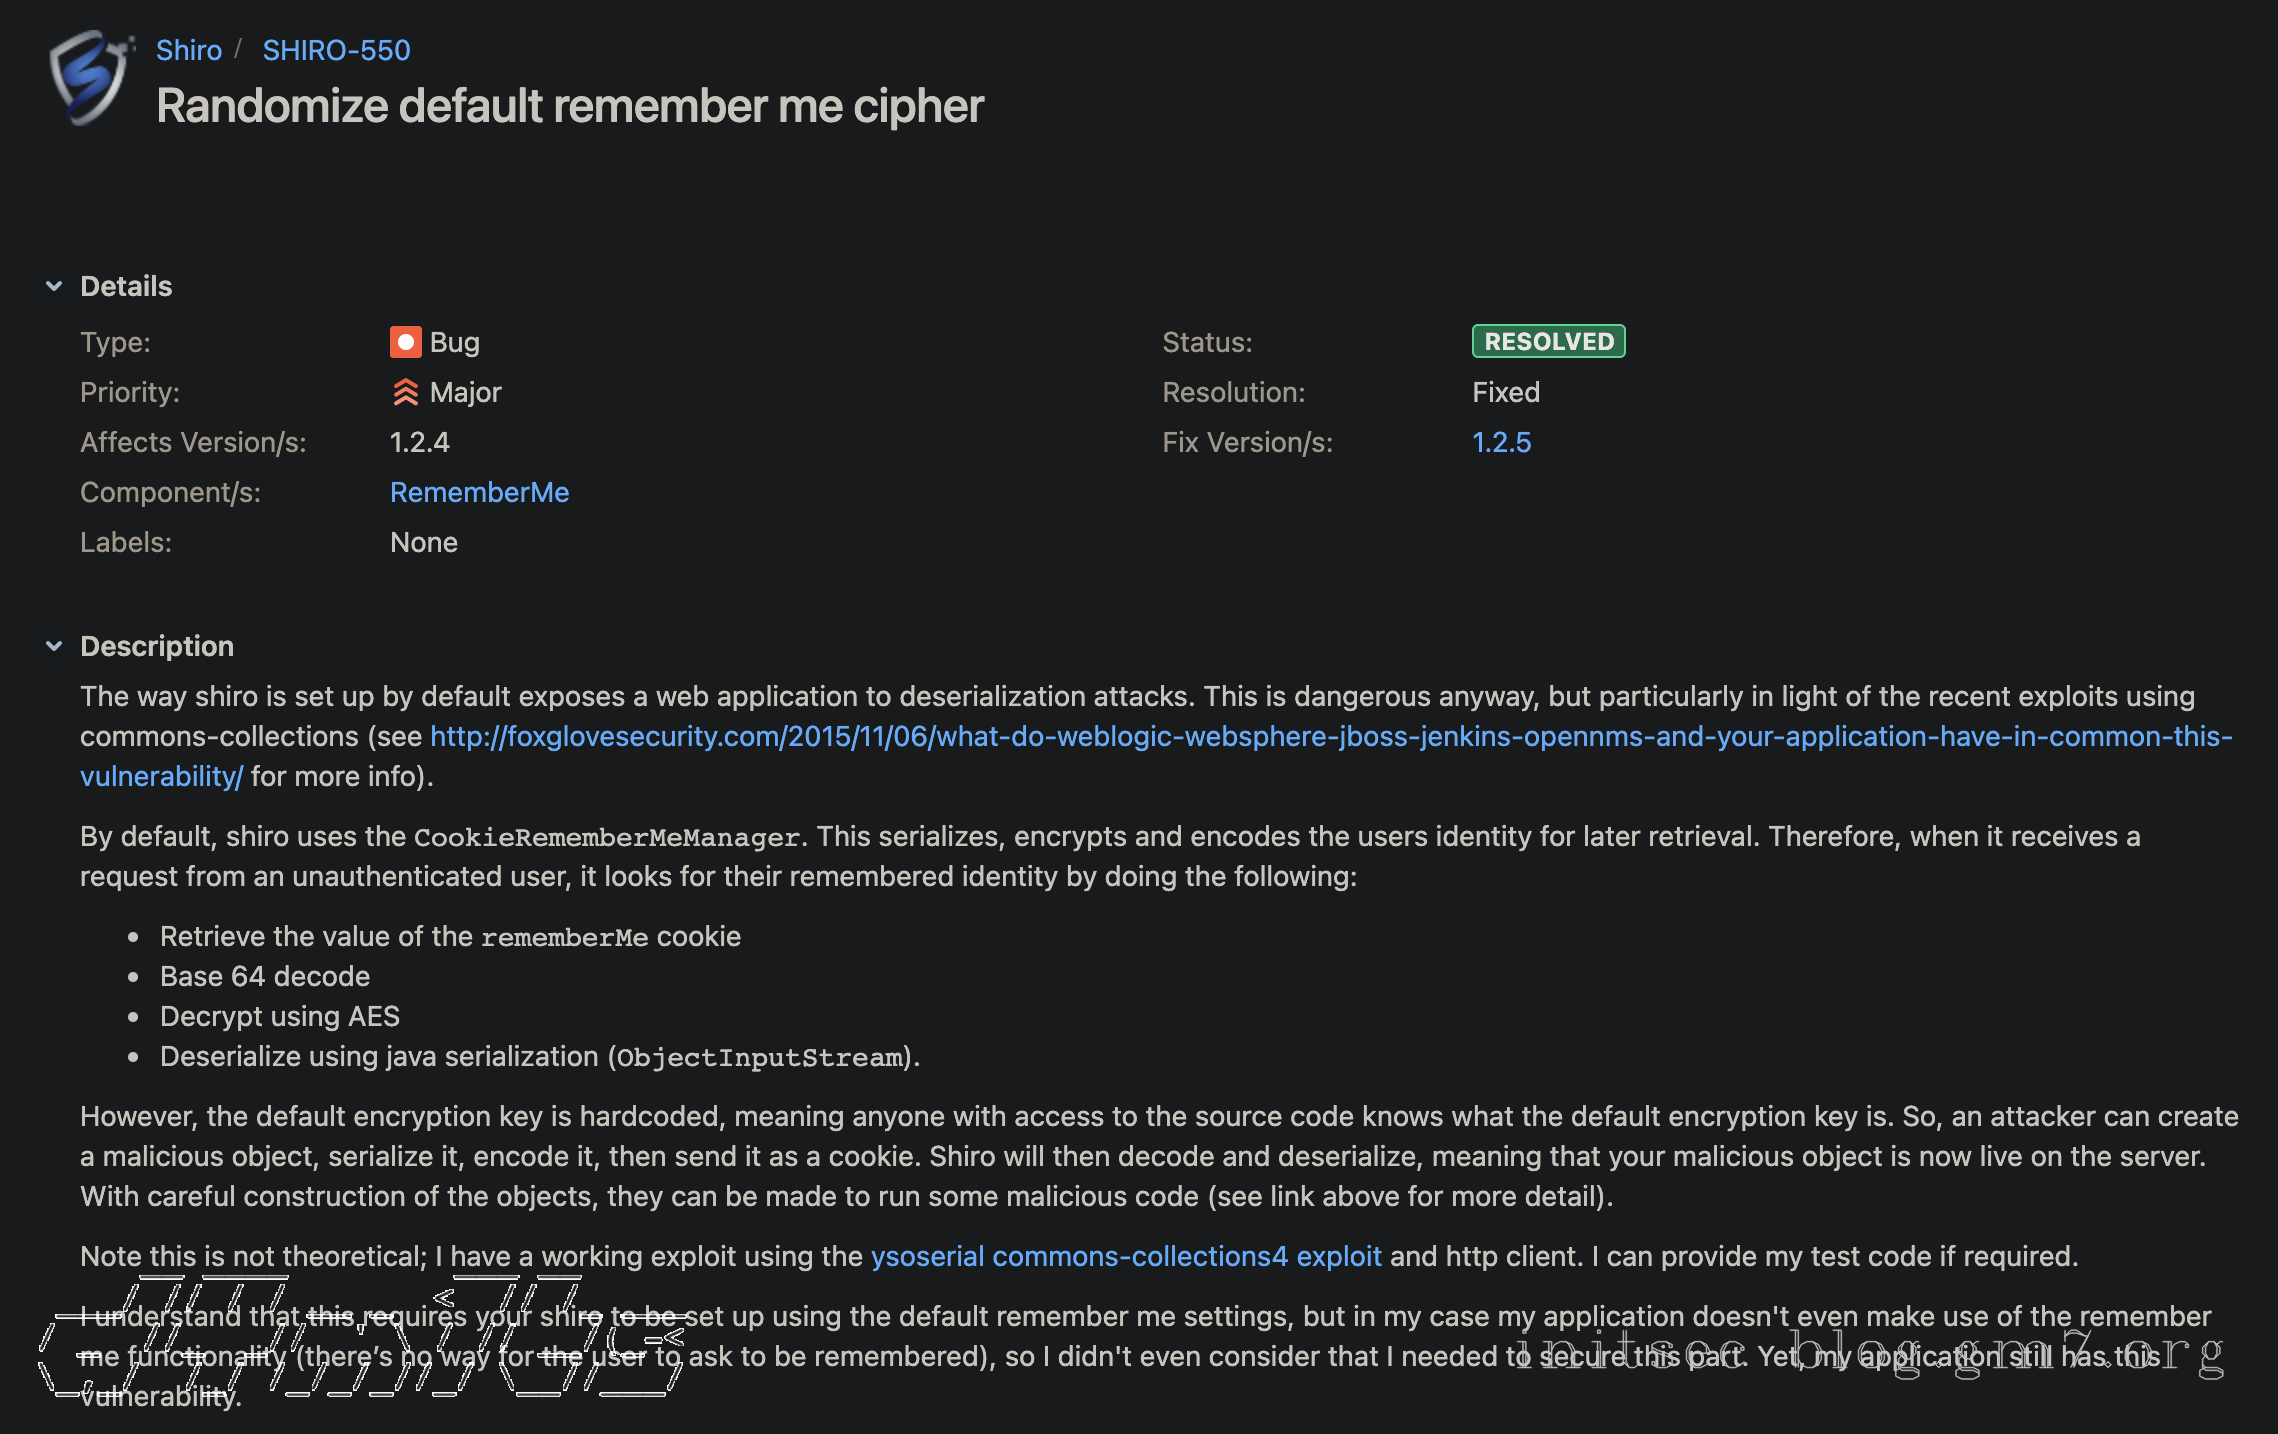 Shiro / SHIRO-550
Randomize default remember me cipher
Details
Type: Bug
Status: RESOLVED
Priority: Major
Resolution: Fixed
Affects Version/s: 1.2.4
Fix Version/s: 1.2.5
Component/s: RememberMe
Labels: None
Description
The way shiro is set up by default exposes a web application to deserialization attacks. This is dangerous anyway, but particularly in light of the recent exploits using
commons-collections (see http://foxglovesecurity.com/2015/11/06/what-do-weblogic-websphere-jboss-jenkins-opennms-and-your-application-have-in-common-this-
vulnerability/ for more info).
By default, shiro uses the CookieRememberMeManager. This serializes, encrypts and encodes the users identity for later retrieval. Therefore, when it receives a
request from an unauthenticated user, it looks for their remembered identity by doing the following:
• Retrieve the value of the rememberMe cookie
• Base 64 decode
• Decrypt using AES
• Deserialize using java serialization (ObjectInputStream).
However, the default encryption key is hardcoded, meaning anyone with access to the source code knows what the default encryption key is. So, an attacker can create
a malicious object, serialize it, encode it, then send it as a cookie. Shiro will then decode and deserialize, meaning that your malicious object is now live on the server.
With careful construction of the objects, they can be made to run some malicious code (see link above for more detail).
Note this is not theoretical; I have a working exploit using the ysoserial commons-collections4 exploit and http client. I can provide my test code if required.
I understand that this requires your shiro to be set up using the default remember me settings, but in my case my application doesn't even make use of the remember
me functionality (there's no way for the user to ask to be remembered), so I didn't even consider that I needed to secure this part. Yet, my application still has this
vulnerability.
initsec blog.gm7.org